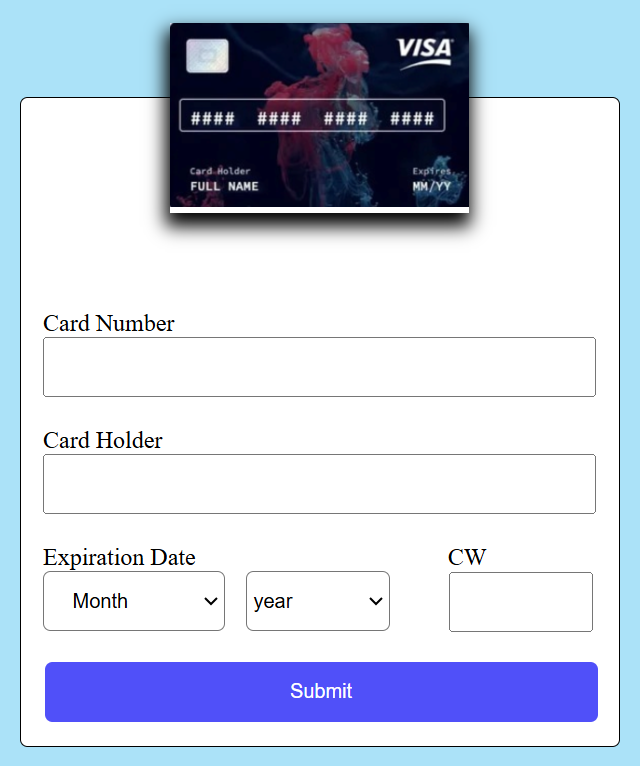 VISA
#### #### #### ####
Card Holder Expires
FULL NAME MM/YY
Card Number
Card Holder
Expiration Date CW
Month year
Submit